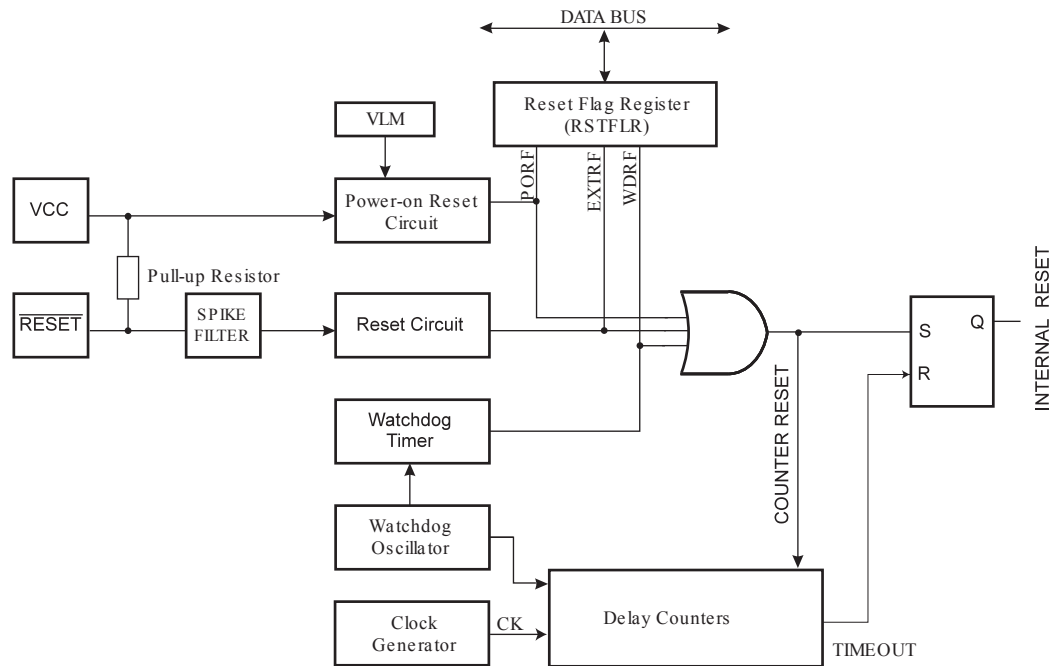 DATA BUS
Reset Flag Register
(RSTFLR)
VLM
PORF
EXTRF
WDRF
Power-on Reset
Circuit
VCC
Pull-up Resistor
RESET
SPIKE
FILTER
Reset Circuit
S
Q
R
INTERNAL RESET
COUNTER RESET
Watchdog
Timer
Watchdog
Oscillator
Clock
Generator
CK
Delay Counters
TIMEOUT